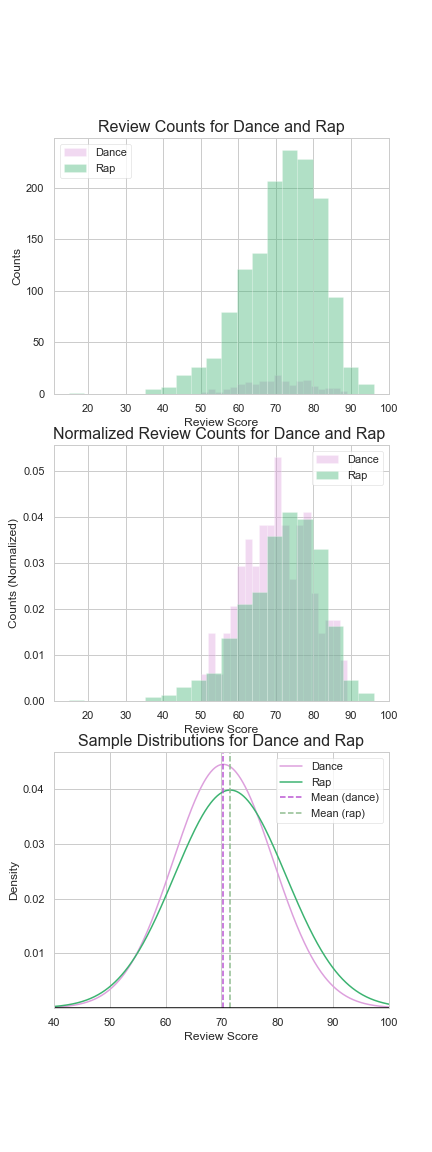 Review Counts for Dance and Rap
Dance
Rap
200
150
100
50
0
Counts
20 30 40 50 60 70 80 90 100
Review Score
Normalized Review Counts for Dance and Rap
Dance
Rap
0.05
0.04
0.03
0.02
0.01
0.00
Counts (Normalized)
20 30 40 50 60 70 80 90 100
Review Score
Sample Distributions for Dance and Rap
Dance
Rap
Mean (dance)
Mean (rap)
0.04
0.03
0.02
0.01
Density
40 50 60 70 80 90 100
Review Score